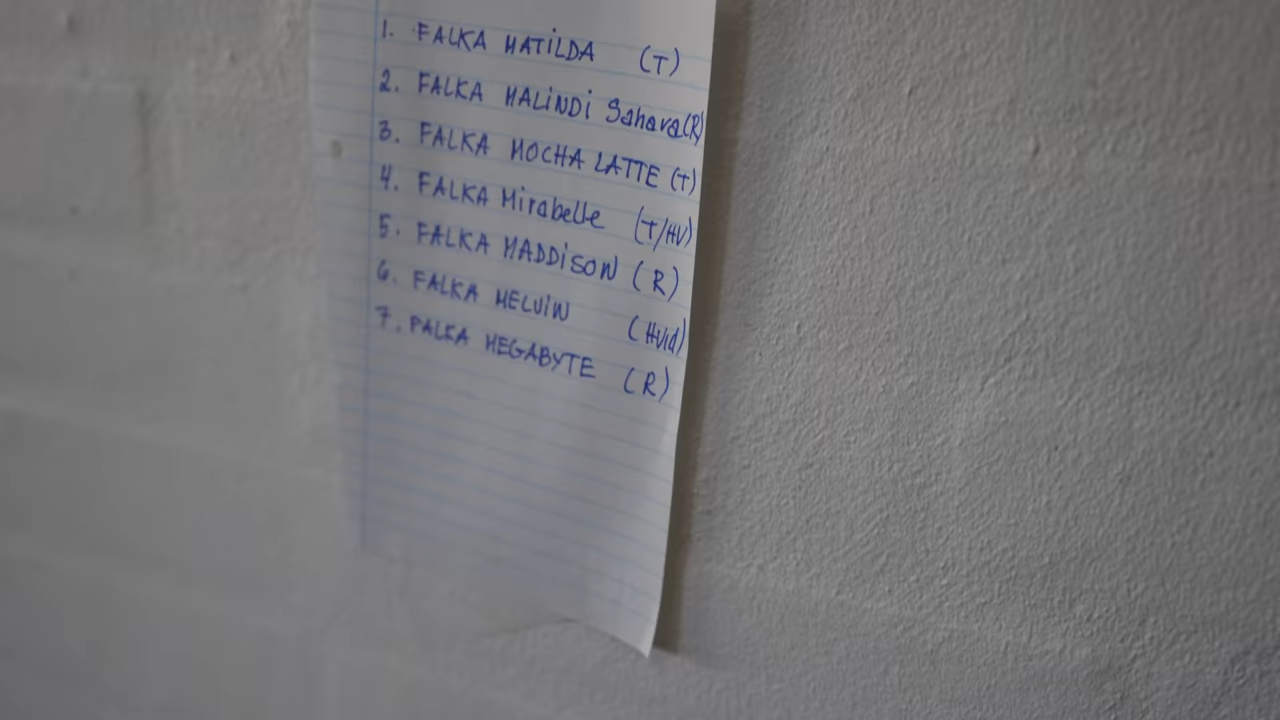 1. FALKA MATiLDA (T)
2. FALKA MALiNDi Sahara(R)
3. FALKA MOCHA LATTE (T)
4. FALKA Mirabelle (T/HV)
5. FALKA MADDiSON (R)
6. FALKA MELViN (Hvid)
7. FALKA MEGABYTE (R)